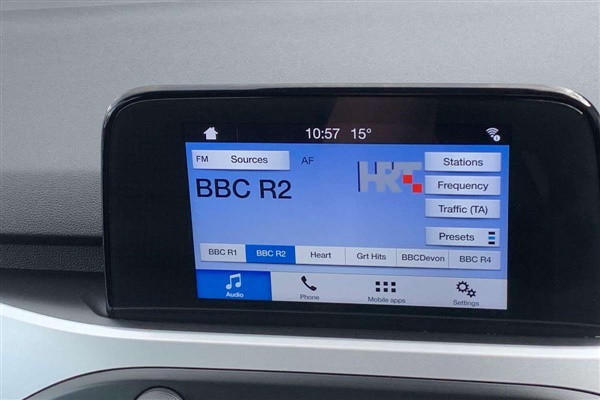 10:57 15°
FM Sources AF
HRT
Stations
BBC R2
Frequency
Traffic (TA)
Presets
BBC R1 BBC R2 Heart Grt Hits BBCDevon BBC R4
Audio Phone Mobile apps Settings